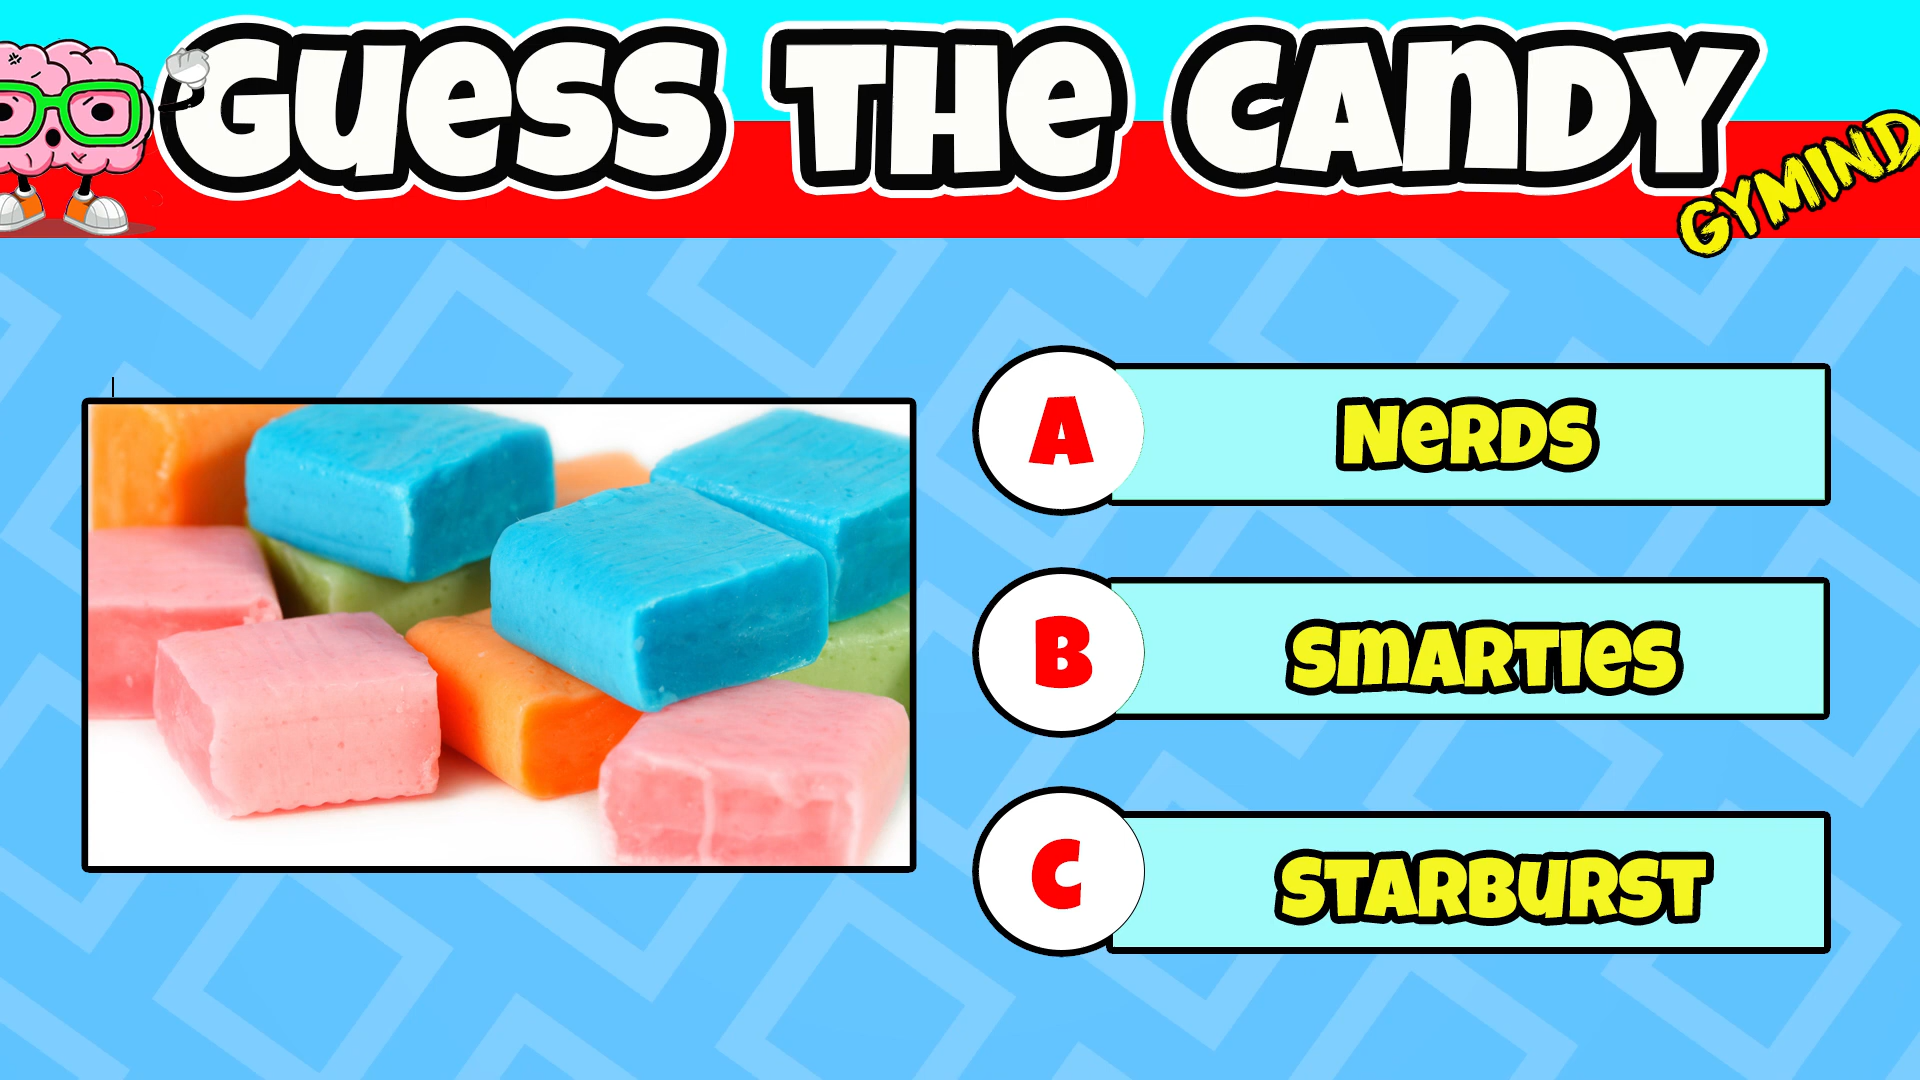 GUESS THE CANDY
GYMIND
A
NERDS
B
SMARTIES
C
STARBURST